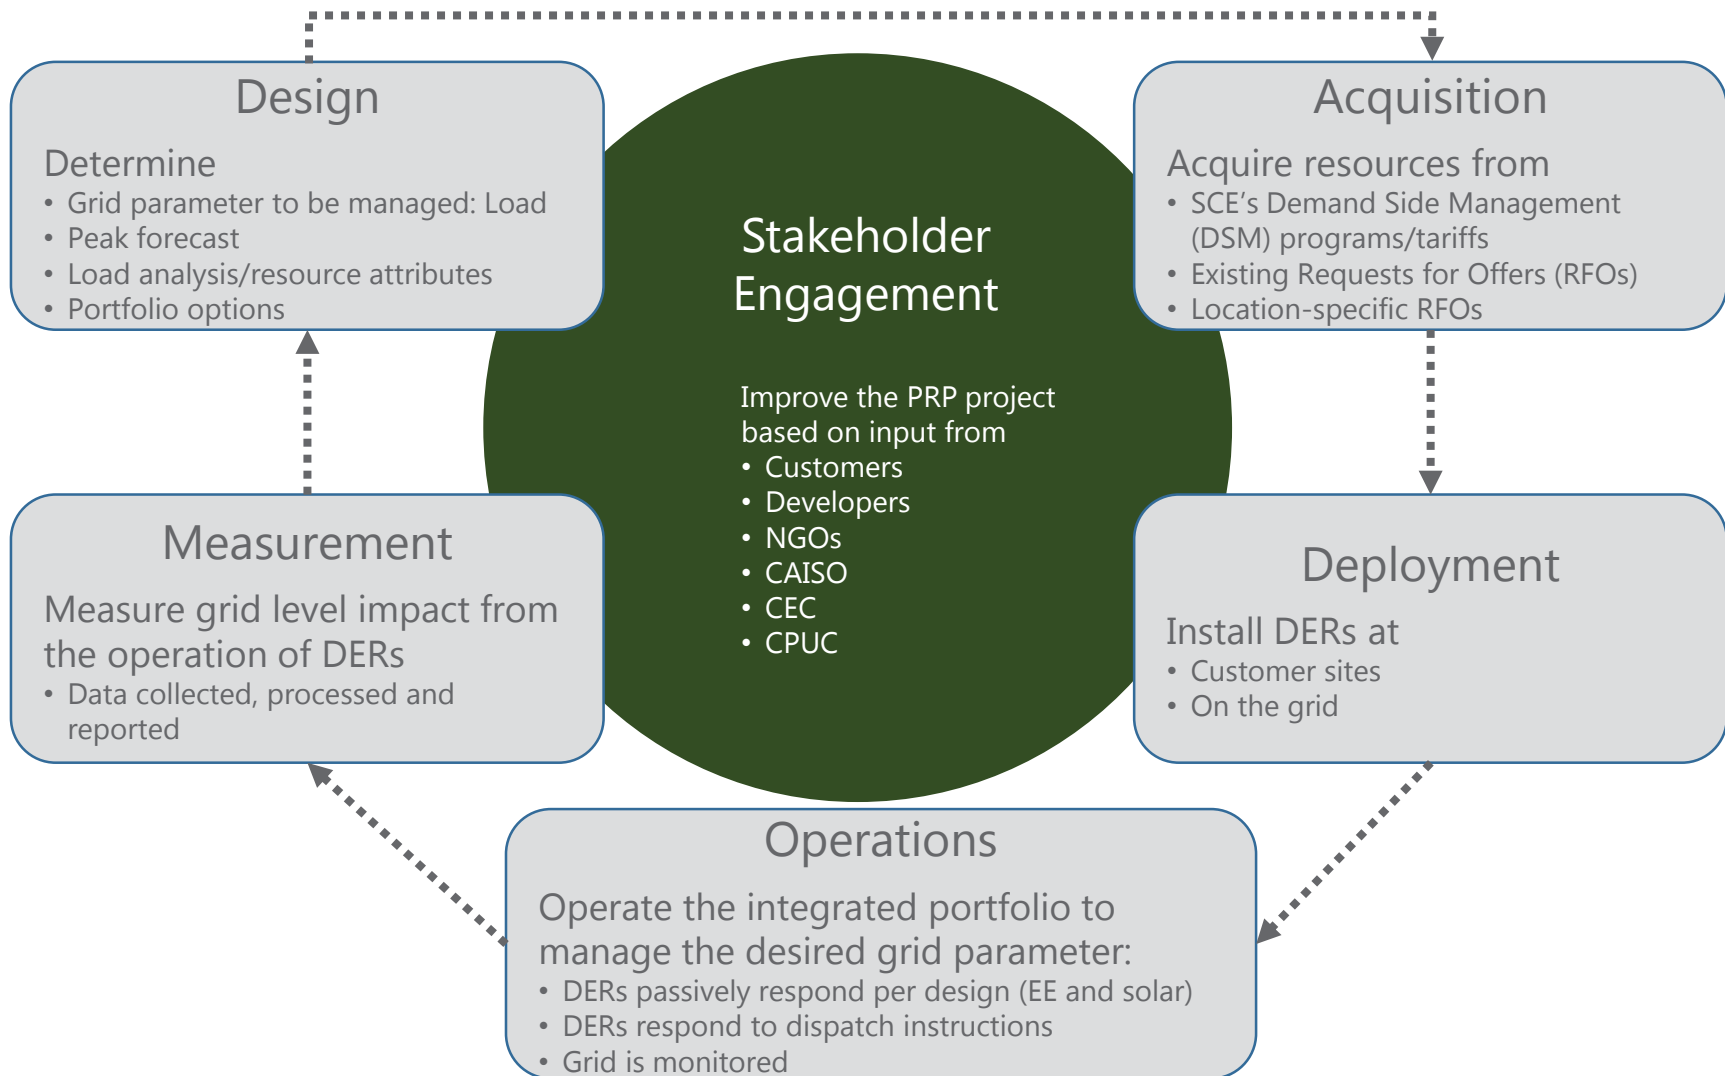 Design
Determine
• Grid parameter to be managed: Load
• Peak forecast
• Load analysis/resource attributes
• Portfolio options
Acquisition
Acquire resources from
• SCE’s Demand Side Management
(DSM) programs/tariffs
• Existing Requests for Offers (RFOs)
• Location-specific RFOs
Stakeholder
Engagement
Improve the PRP project
based on input from
• Customers
• Developers
• NGOs
• CAISO
• CEC
• CPUC
Measurement
Measure grid level impact from
the operation of DERs
• Data collected, processed and
reported
Deployment
Install DERs at
• Customer sites
• On the grid
Operations
Operate the integrated portfolio to
manage the desired grid parameter:
• DERs passively respond per design (EE and solar)
• DERs respond to dispatch instructions
• Grid is monitored